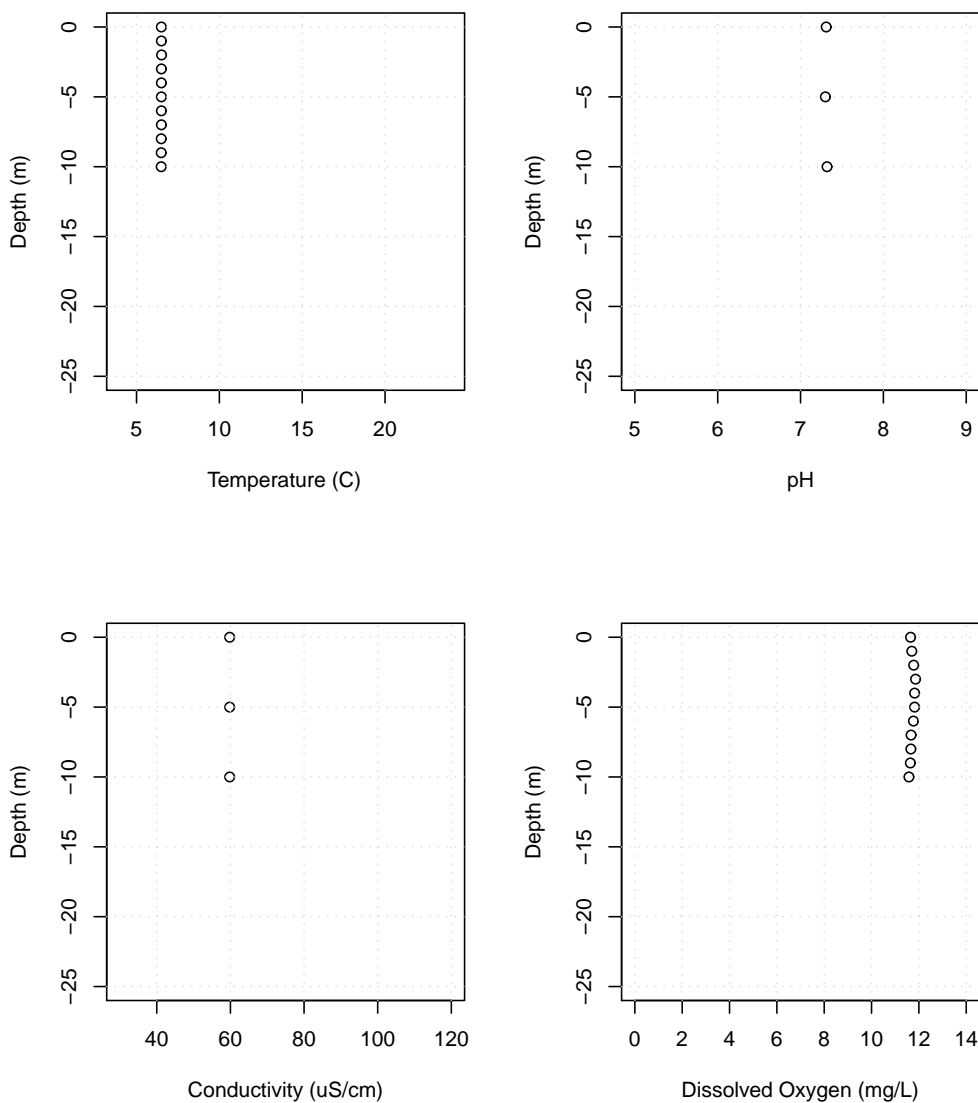 0
−5
−10
−15
−20
−25
Depth (m)
5 10 15 20
Temperature (C)
0
−5
−10
−15
−20
−25
Depth (m)
5 6 7 8 9
pH
0
−5
−10
−15
−20
−25
Depth (m)
40 60 80 100 120
Conductivity (uS/cm)
0
−5
−10
−15
−20
−25
Depth (m)
0 2 4 6 8 10 12 14
Dissolved Oxygen (mg/L)